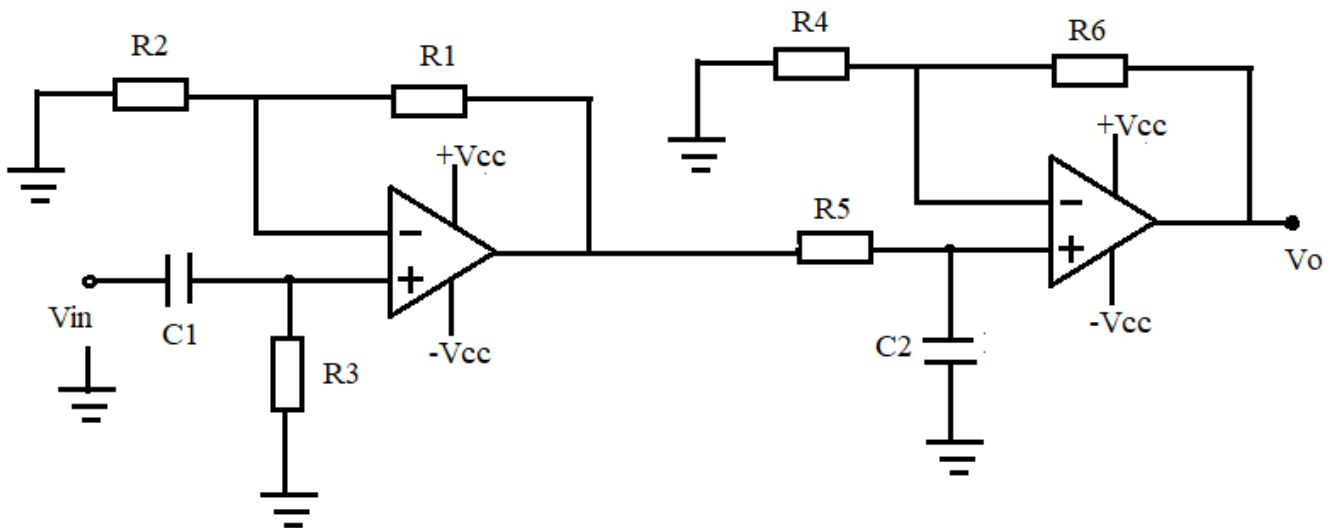 R2
R1
R4
R6
+Vcc
+Vcc
R5
−
+
−
+
Vin
C1
R3
-Vcc
C2
-Vcc
Vo